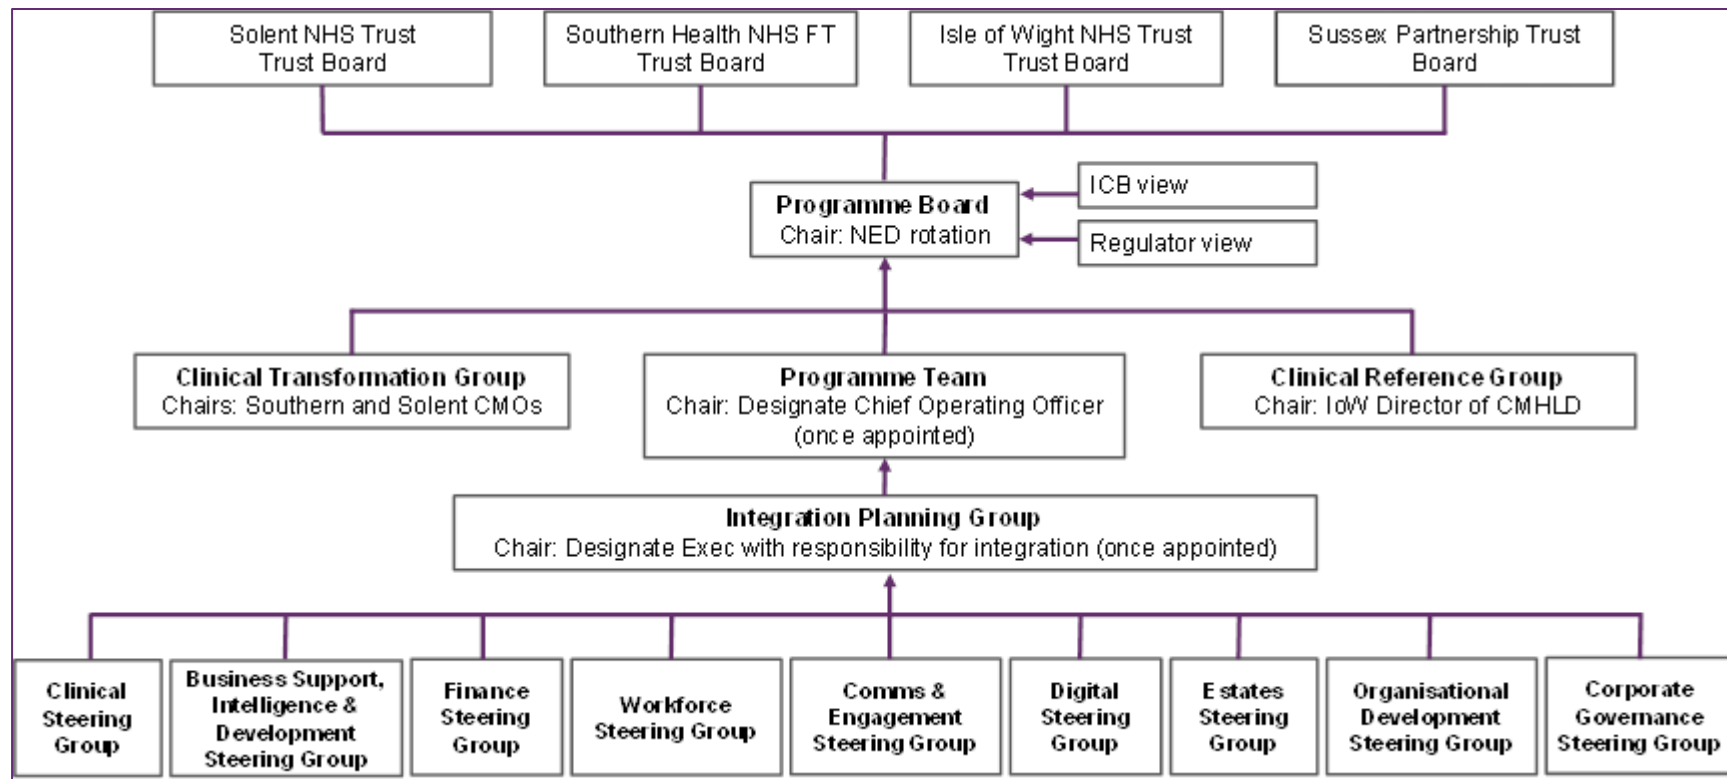 Solent NHS Trust
Trust Board
Southern Health NHS FT
Trust Board
Isle of Wight NHS Trust
Trust Board
Sussex Partnership Trust
Board
ICB view
Programme Board
Chair: NED rotation
Regulator view
Clinical Transformation Group
Chairs: Southern and Solent CMOs
Programme Team
Chair: Designate Chief Operating Officer
(once appointed)
Clinical Reference Group
Chair: IoW Director of CMHLD
Integration Planning Group
Chair: Designate Exec with responsibility for integration (once appointed)
Clinical
Steering
Group
Business Support,
Intelligence &
Development
Steering Group
Finance
Steering
Group
Workforce
Steering Group
Comms &
Engagement
Steering Group
Digital
Steering
Group
Estates
Steering
Group
Organisational
Development
Steering Group
Corporate
Governance
Steering Group